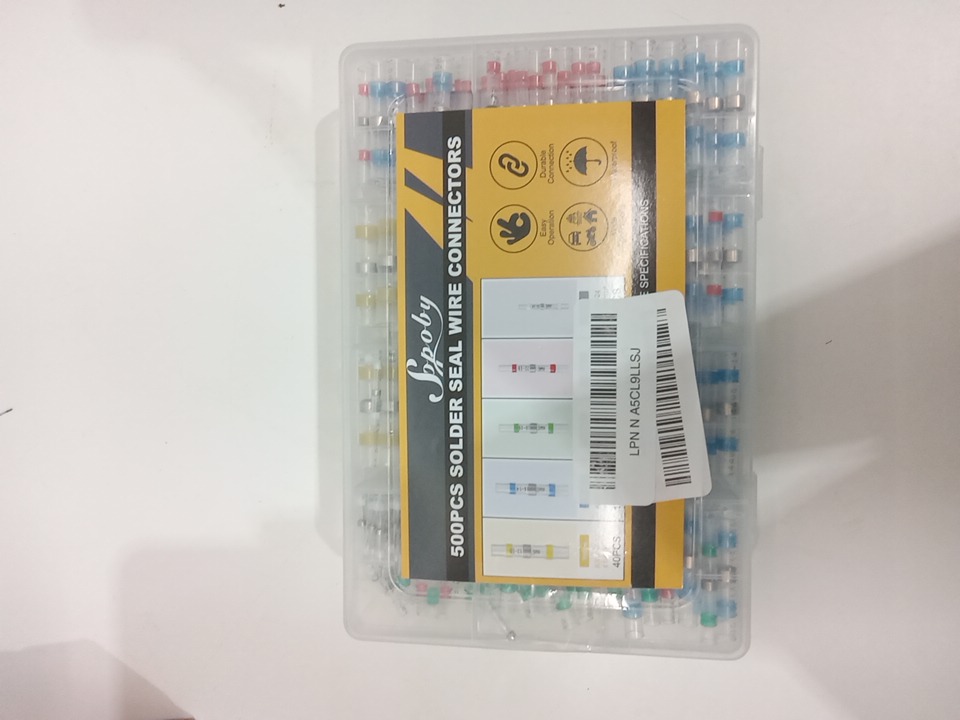 Sopoby
500PCS SOLDER SEAL WIRE CONNECTORS
Durable
Connection
Easy
Operation
SPECIFICATIONS
40PCS
LPN N A5CL9LLSJ